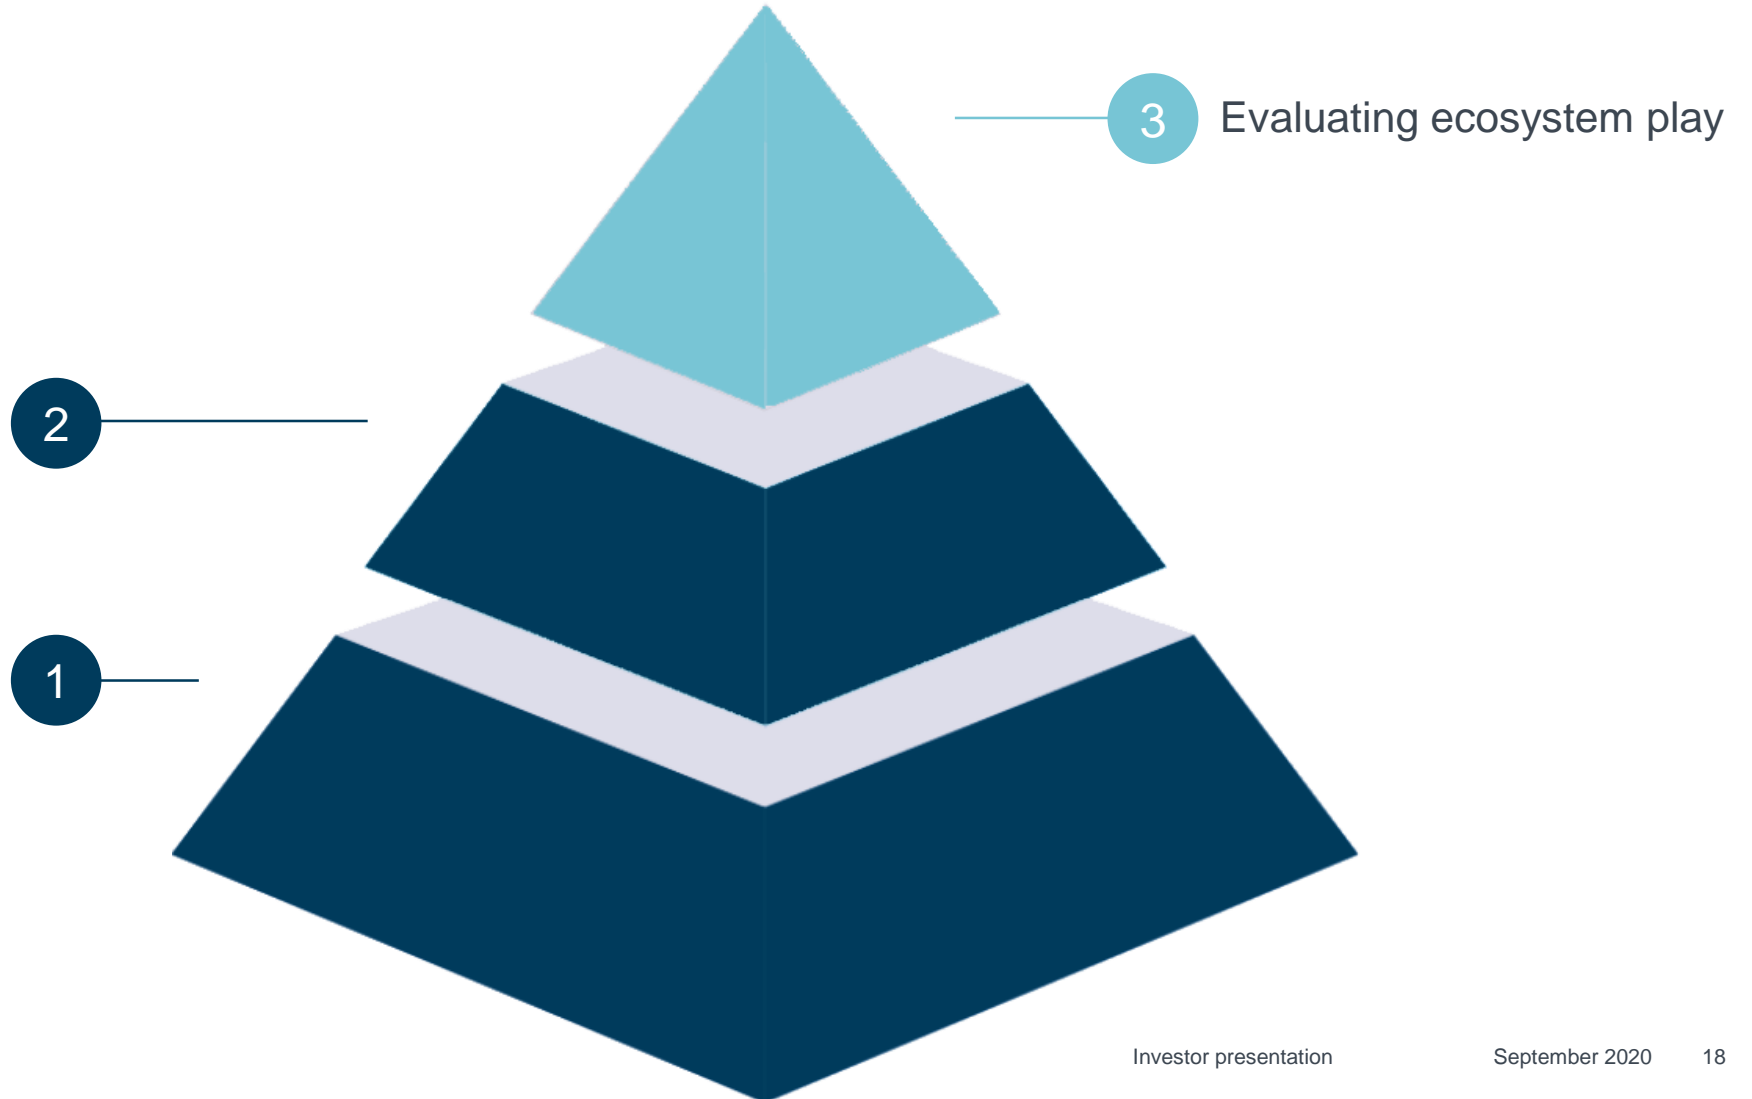 3 Evaluating ecosystem play
2
1
Investor presentation September 2020 18